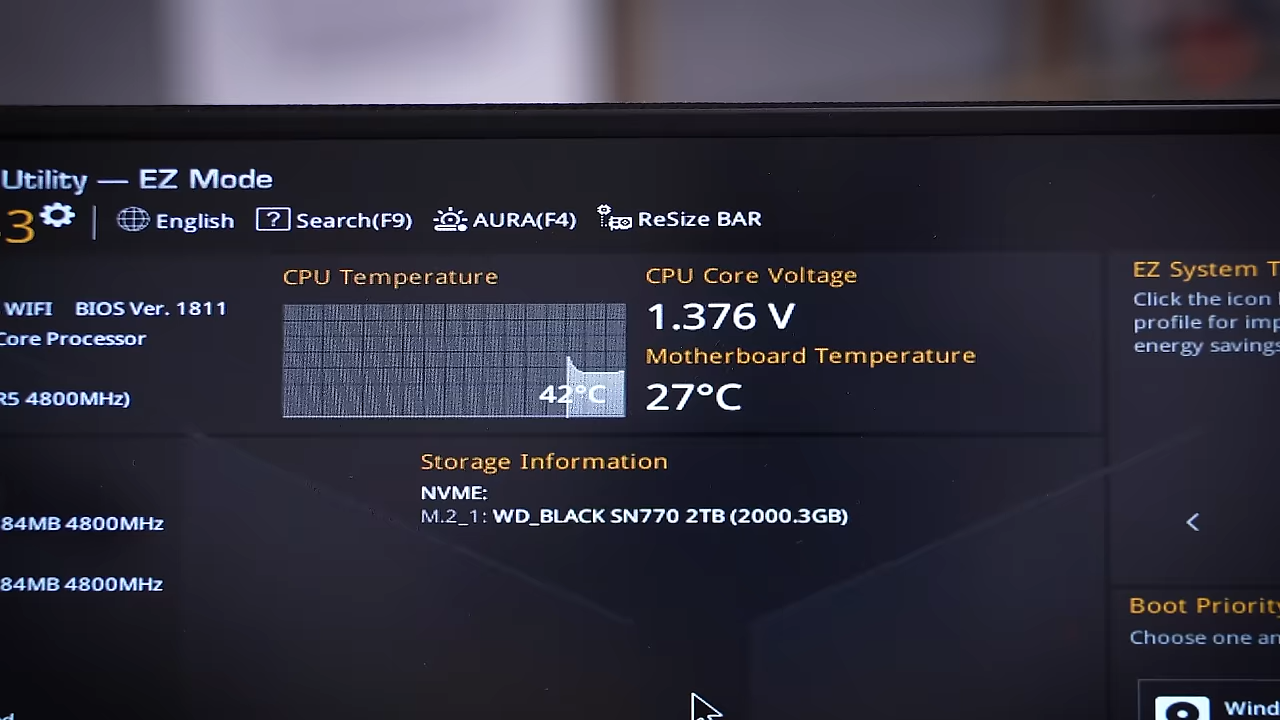 Utility — EZ Mode
3 English ? Search(F9) AURA(F4) ReSize BAR
CPU Temperature
CPU Core Voltage
EZ System T
WIFI BIOS Ver. 1811
1.376 V
Click the icon
Core Processor
profile for imp
Motherboard Temperature
energy savings
R5 4800MHz)
42°C
27°C
Storage Information
NVME:
84MB 4800MHz
M.2_1: WD_BLACK SN770 2TB (2000.3GB)
84MB 4800MHz
Boot Priority
Choose one an
Wind